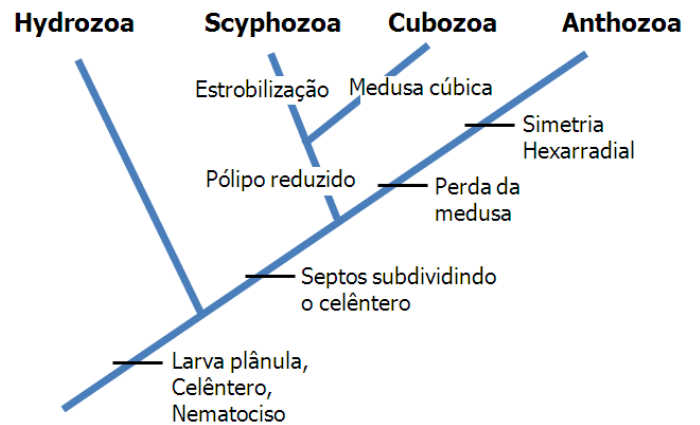 Hydrozoa
Scyphozoa
Cubozoa
Anthozoa
Estrobilização
Medusa cúbica
Simetria
Hexarradial
Pólipo reduzido
Perda da
medusa
Septos subdividindo
o celêntero
Larva plânula,
Celêntero,
Nematociso